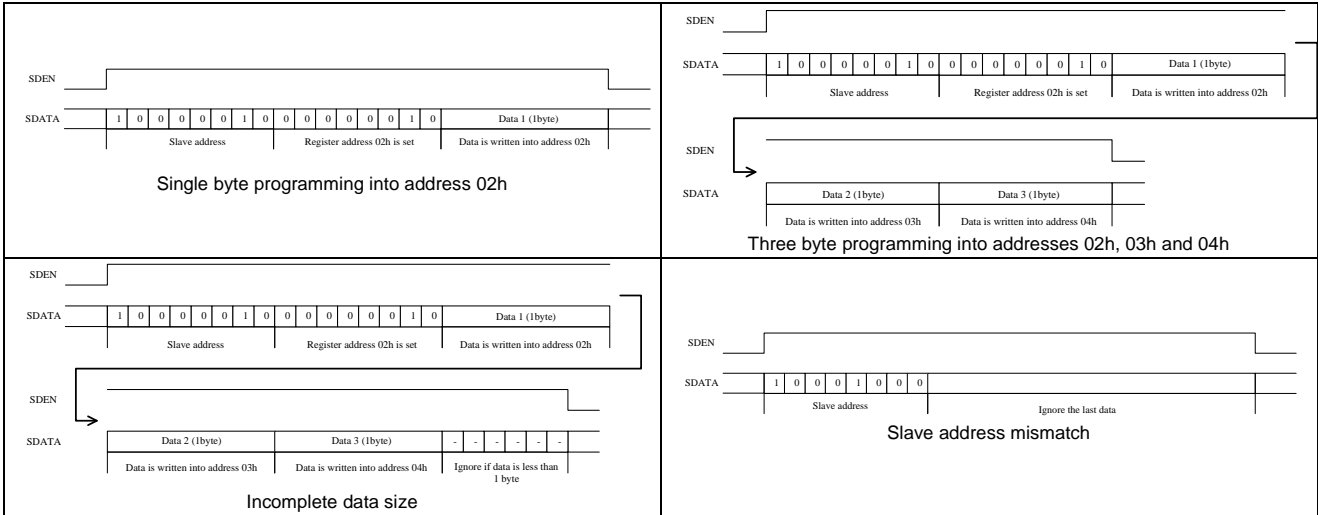 SDEN
SDATA 1 0 0 0 0 0 1 0 0 0 0 0 0 0 1 0 Data 1 (1byte)
Slave address Register address 02h is set Data is written into address 02h
Single byte programming into address 02h
SDEN
SDATA 1 0 0 0 0 0 1 0 0 0 0 0 0 0 1 0 Data 1 (1byte)
Slave address Register address 02h is set Data is written into address 02h
SDEN
SDATA Data 2 (1byte) Data 3 (1byte)
Data is written into address 03h Data is written into address 04h
Three byte programming into addresses 02h, 03h and 04h
SDEN
SDATA 1 0 0 0 0 0 1 0 0 0 0 0 0 0 1 0 Data 1 (1byte)
Slave address Register address 02h is set Data is written into address 02h
SDEN
SDATA Data 2 (1byte) Data 3 (1byte) - - - - - -
Data is written into address 03h Data is written into address 04h Ignore if data is less than
1 byte
Incomplete data size
SDEN
SDATA 1 0 0 0 1 0 0 0
Slave address Ignore the last data
Slave address mismatch